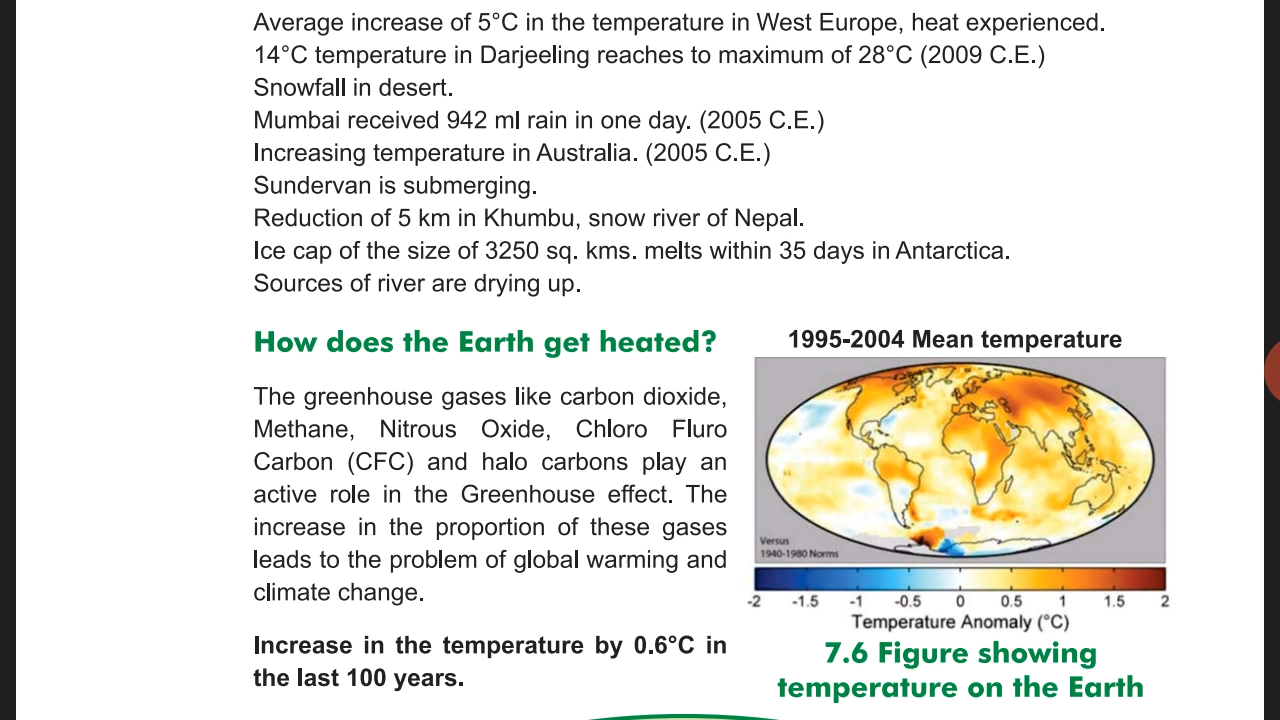 Average increase of 5°C in the temperature in West Europe, heat experienced.
14°C temperature in Darjeeling reaches to maximum of 28°C (2009 C.E.)
Snowfall in desert.
Mumbai received 942 ml rain in one day. (2005 C.E.)
Increasing temperature in Australia. (2005 C.E.)
Sundervan is submerging.
Reduction of 5 km in Khumbu, snow river of Nepal.
Ice cap of the size of 3250 sq. kms. melts within 35 days in Antarctica.
Sources of river are drying up.
How does the Earth get heated?
The greenhouse gases like carbon dioxide,
Methane, Nitrous Oxide, Chloro Fluro
Carbon (CFC) and halo carbons play an
active role in the Greenhouse effect. The
increase in the proportion of these gases
leads to the problem of global warming and
climate change.
Increase in the temperature by 0.6°C in
the last 100 years.
1995-2004 Mean temperature
Versus
1940-1980 Norms
-2 -1.5 -1 -0.5 0 0.5 1 1.5 2
Temperature Anomaly (°C)
7.6 Figure showing
temperature on the Earth